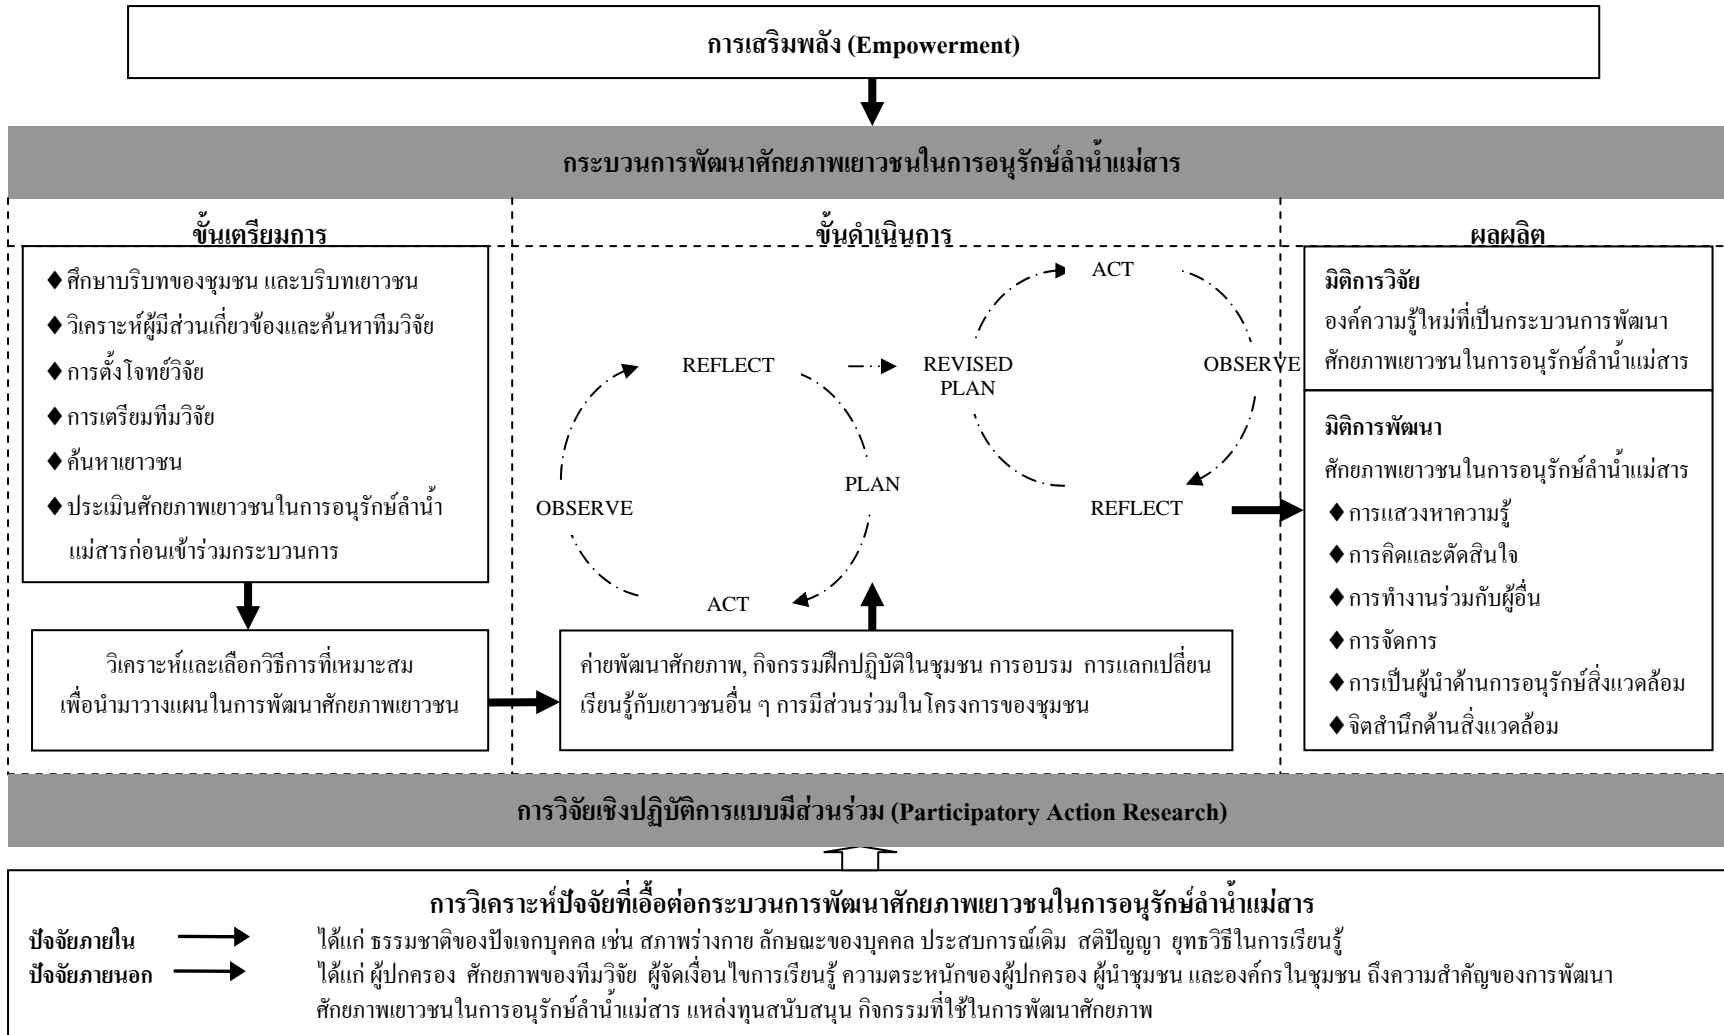 การเสริมพลัง (Empowerment)
กระบวนการพัฒนาศักยภาพเยาวชนในการอนุรักษ์ลำน้ำแม่สาร
ขั้นเตรียมการ
♦ ศึกษาบริบทของชุมชน และบริบทเยาวชน
♦ วิเคราะห์ผู้มีส่วนเกี่ยวข้องและค้นหาทีมวิจัย
♦ การตั้งโจทย์วิจัย
♦ การเตรียมทีมวิจัย
♦ ค้นหาเยาวชน
♦ ประเมินศักยภาพเยาวชนในการอนุรักษ์ลำน้ำ
แม่สารก่อนเข้าร่วมกระบวนการ
วิเคราะห์และเลือกวิธีการที่เหมาะสม
เพื่อนำมาวางแผนในการพัฒนาศักยภาพเยาวชน
ขั้นดำเนินการ
REFLECT
PLAN
ACT
OBSERVE
REVISED
PLAN
ACT
OBSERVE
REFLECT
ค่ายพัฒนาศักยภาพ, กิจกรรมฝึกปฏิบัติในชุมชน การอบรม การแลกเปลี่ยน
เรียนรู้กับเยาวชนอื่น ๆ การมีส่วนร่วมในโครงการของชุมชน
ผลผลิต
มิติการวิจัย
องค์ความรู้ใหม่ที่เป็นกระบวนการพัฒนา
ศักยภาพเยาวชนในการอนุรักษ์ลำน้ำแม่สาร
มิติการพัฒนา
ศักยภาพเยาวชนในการอนุรักษ์ลำน้ำแม่สาร
♦ การแสวงหาความรู้
♦ การคิดและตัดสินใจ
♦ การทำงานร่วมกับผู้อื่น
♦ การจัดการ
♦ การเป็นผู้นำด้านการอนุรักษ์สิ่งแวดล้อม
♦ จิตสำนึกด้านสิ่งแวดล้อม
การวิจัยเชิงปฏิบัติการแบบมีส่วนร่วม (Participatory Action Research)
การวิเคราะห์ปัจจัยที่เอื้อต่อกระบวนการพัฒนาศักยภาพเยาวชนในการอนุรักษ์ลำน้ำแม่สาร
ปัจจัยภายใน ได้แก่ ธรรมชาติของปัจเจกบุคคล เช่น สภาพร่างกาย ลักษณะของบุคคล ประสบการณ์เดิม สติปัญญา ยุทธวิธีในการเรียนรู้
ปัจจัยภายนอก ได้แก่ ผู้ปกครอง ศักยภาพของทีมวิจัย ผู้จัดเงื่อนไขการเรียนรู้ ความตระหนักของผู้ปกครอง ผู้นำชุมชน และองค์กรในชุมชน ถึงความสำคัญของการพัฒนา
ศักยภาพเยาวชนในการอนุรักษ์ลำน้ำแม่สาร แหล่งทุนสนับสนุน กิจกรรมที่ใช้ในการพัฒนาศักยภาพ